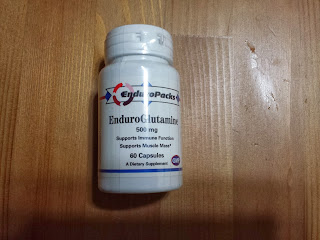 EnduroPacks
EnduroGlutamine
500 mg
Supports Immune Function
Supports Muscle Mass*
60 Capsules
A Dietary Supplement